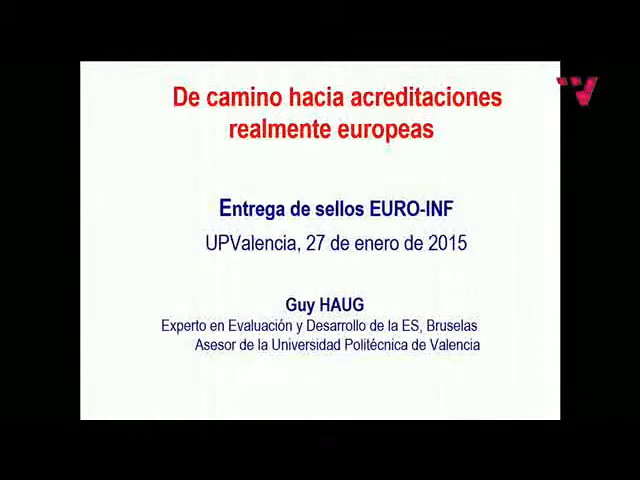 De camino hacia acreditaciones
realmente europeas
Entrega de sellos EURO-INF
UPValencia, 27 de enero de 2015
Guy HAUG
Experto en Evaluación y Desarrollo de la ES, Bruselas
Asesor de la Universidad Politécnica de Valencia